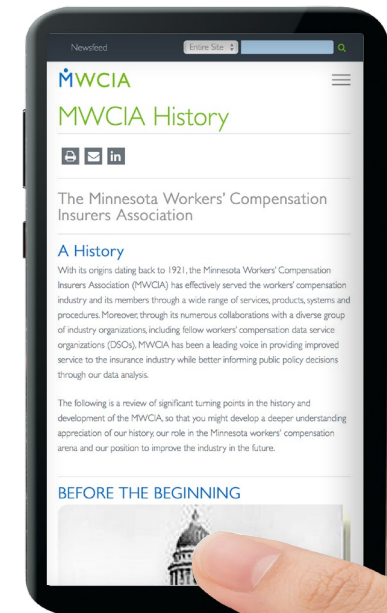 Newsfeed Entire Site
MWCIA
MWCIA History
in
The Minnesota Workers' Compensation
Insurers Association
A History
With its origins dating back to 1921, the Minnesota Workers' Compensation
Insurers Association (MWCIA) has effectively served the workers' compensation
industry and its members through a wide range of services, products, systems and
procedures. Moreover, through its numerous collaborations with a diverse group
of industry organizations, including fellow workers' compensation data service
organizations (DSOs), MWCIA has been a leading voice in providing improved
service to the insurance industry while better informing public policy decisions
through our data analysis.
The following is a review of significant turning points in the history and
development of the MWCIA, so that you might develop a deeper understanding
appreciation of our history, our role in the Minnesota workers' compensation
arena and our position to improve the industry in the future.
BEFORE THE BEGINNING